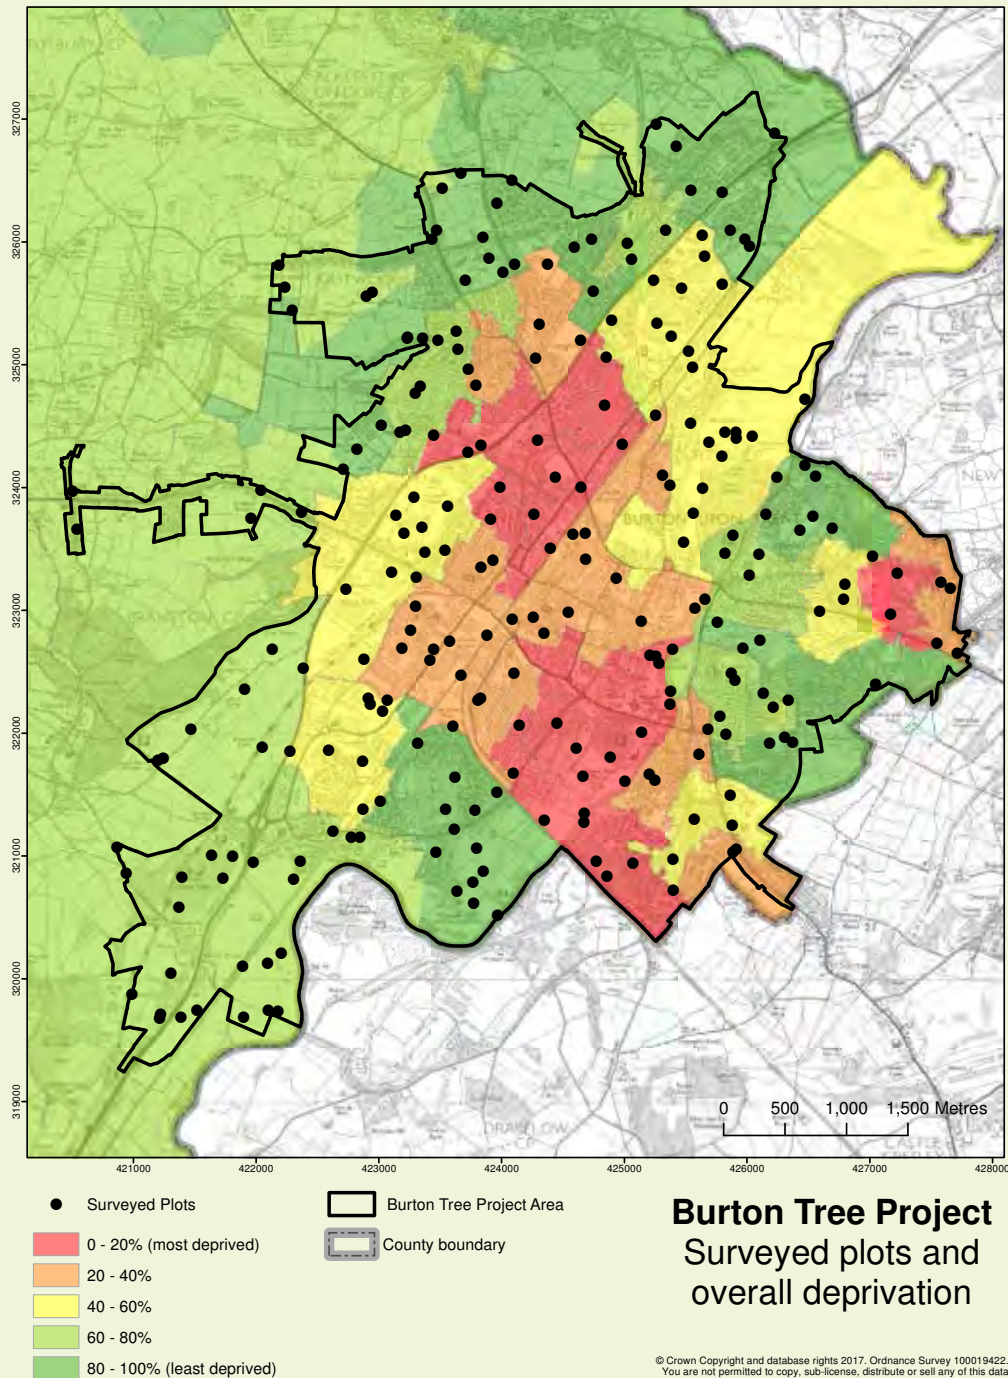 327000
326000
325000
324000
323000
322000
321000
320000
319000
BURTON UPON TRENT
0 500 1,000 1,500 Metres
421000 422000 423000 424000 425000 426000 427000 428000
Surveyed Plots
0 - 20% (most deprived)
20 - 40%
40 - 60%
60 - 80%
80 - 100% (least deprived)
Burton Tree Project Area
County boundary
Burton Tree Project
Surveyed plots and
overall deprivation
© Crown Copyright and database rights 2017. Ordnance Survey 100019422.
You are not permitted to copy, sub-license, distribute or sell any of this data